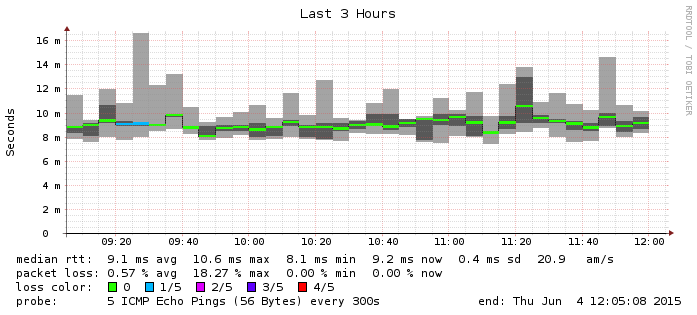 Last 3 Hours
RRDTOOL / TOBI OETIKER
Seconds
16 m
14 m
12 m
10 m
8 m
6 m
4 m
2 m
0
09:20 09:40 10:00 10:20 10:40 11:00 11:20 11:40 12:00
median rtt: 9.1 ms avg 10.6 ms max 8.1 ms min 9.2 ms now 0.4 ms sd 20.9 am/s
packet loss: 0.57 % avg 18.27 % max 0.00 % min 0.00 % now
loss color: 0 1/5 2/5 3/5 4/5
probe: 5 ICMP Echo Pings (56 Bytes) every 300s end: Thu Jun 4 12:05:08 2015